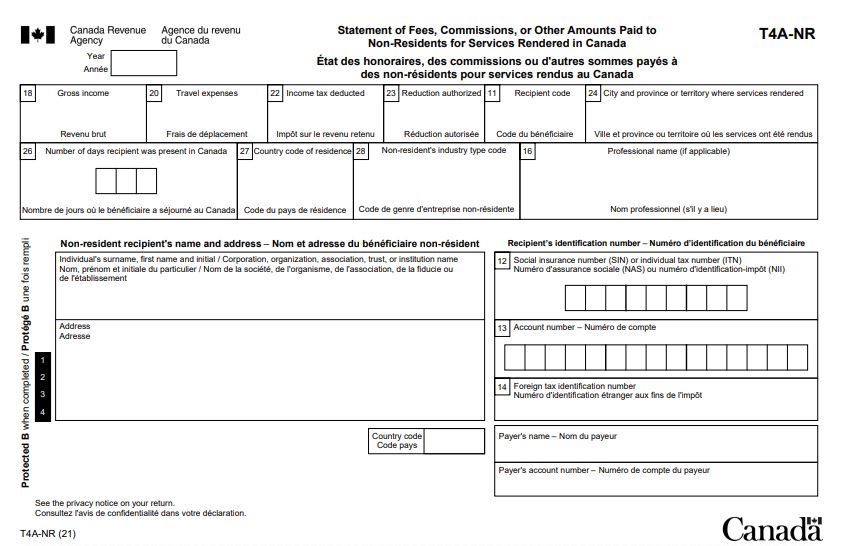 Canada Revenue
Agency
Agence du revenu
du Canada
Statement of Fees, Commissions, or Other Amounts Paid to
Non-Residents for Services Rendered in Canada
T4A-NR
Year
Année
État des honoraires, des commissions ou d'autres sommes payés à
des non-résidents pour services rendus au Canada
18 Gross income
Revenu brut
20 Travel expenses
Frais de déplacement
22 Income tax deducted
Impôt sur le revenu retenu
23 Reduction authorized
Réduction autorisée
11 Recipient code
Code du bénéficiaire
24 City and province or territory where services rendered
Ville et province ou territoire où les services ont été rendus
26 Number of days recipient was present in Canada
Nombre de jours où le bénéficiaire a séjourné au Canada
27 Country code of residence
Code du pays de résidence
28 Non-resident's industry type code
Code de genre d'entreprise non-résidente
16 Professional name (if applicable)
Nom professionnel (s'il y a lieu)
Non-resident recipient's name and address – Nom et adresse du bénéficiaire non-résident
Individual's surname, first name and initial / Corporation, organization, association, trust, or institution name
Nom, prénom et initiale du particulier / Nom de la société, de l'organisme, de l'association, de la fiducie ou
de l'établissement
Address
Adresse
1
2
3
4
Protected B when completed / Protégé B une fois rempli
Country code
Code pays
Recipient's identification number – Numéro d'identification du bénéficiaire
12 Social insurance number (SIN) or individual tax number (ITN)
Numéro d'assurance sociale (NAS) ou numéro d'identification-impôt (NII)
13 Account number – Numéro de compte
14 Foreign tax identification number
Numéro d'identification étranger aux fins de l'impôt
Payer's name – Nom du payeur
Payer's account number – Numéro de compte du payeur
See the privacy notice on your return.
Consultez l'avis de confidentialité dans votre déclaration.
T4A-NR (21)
Canada